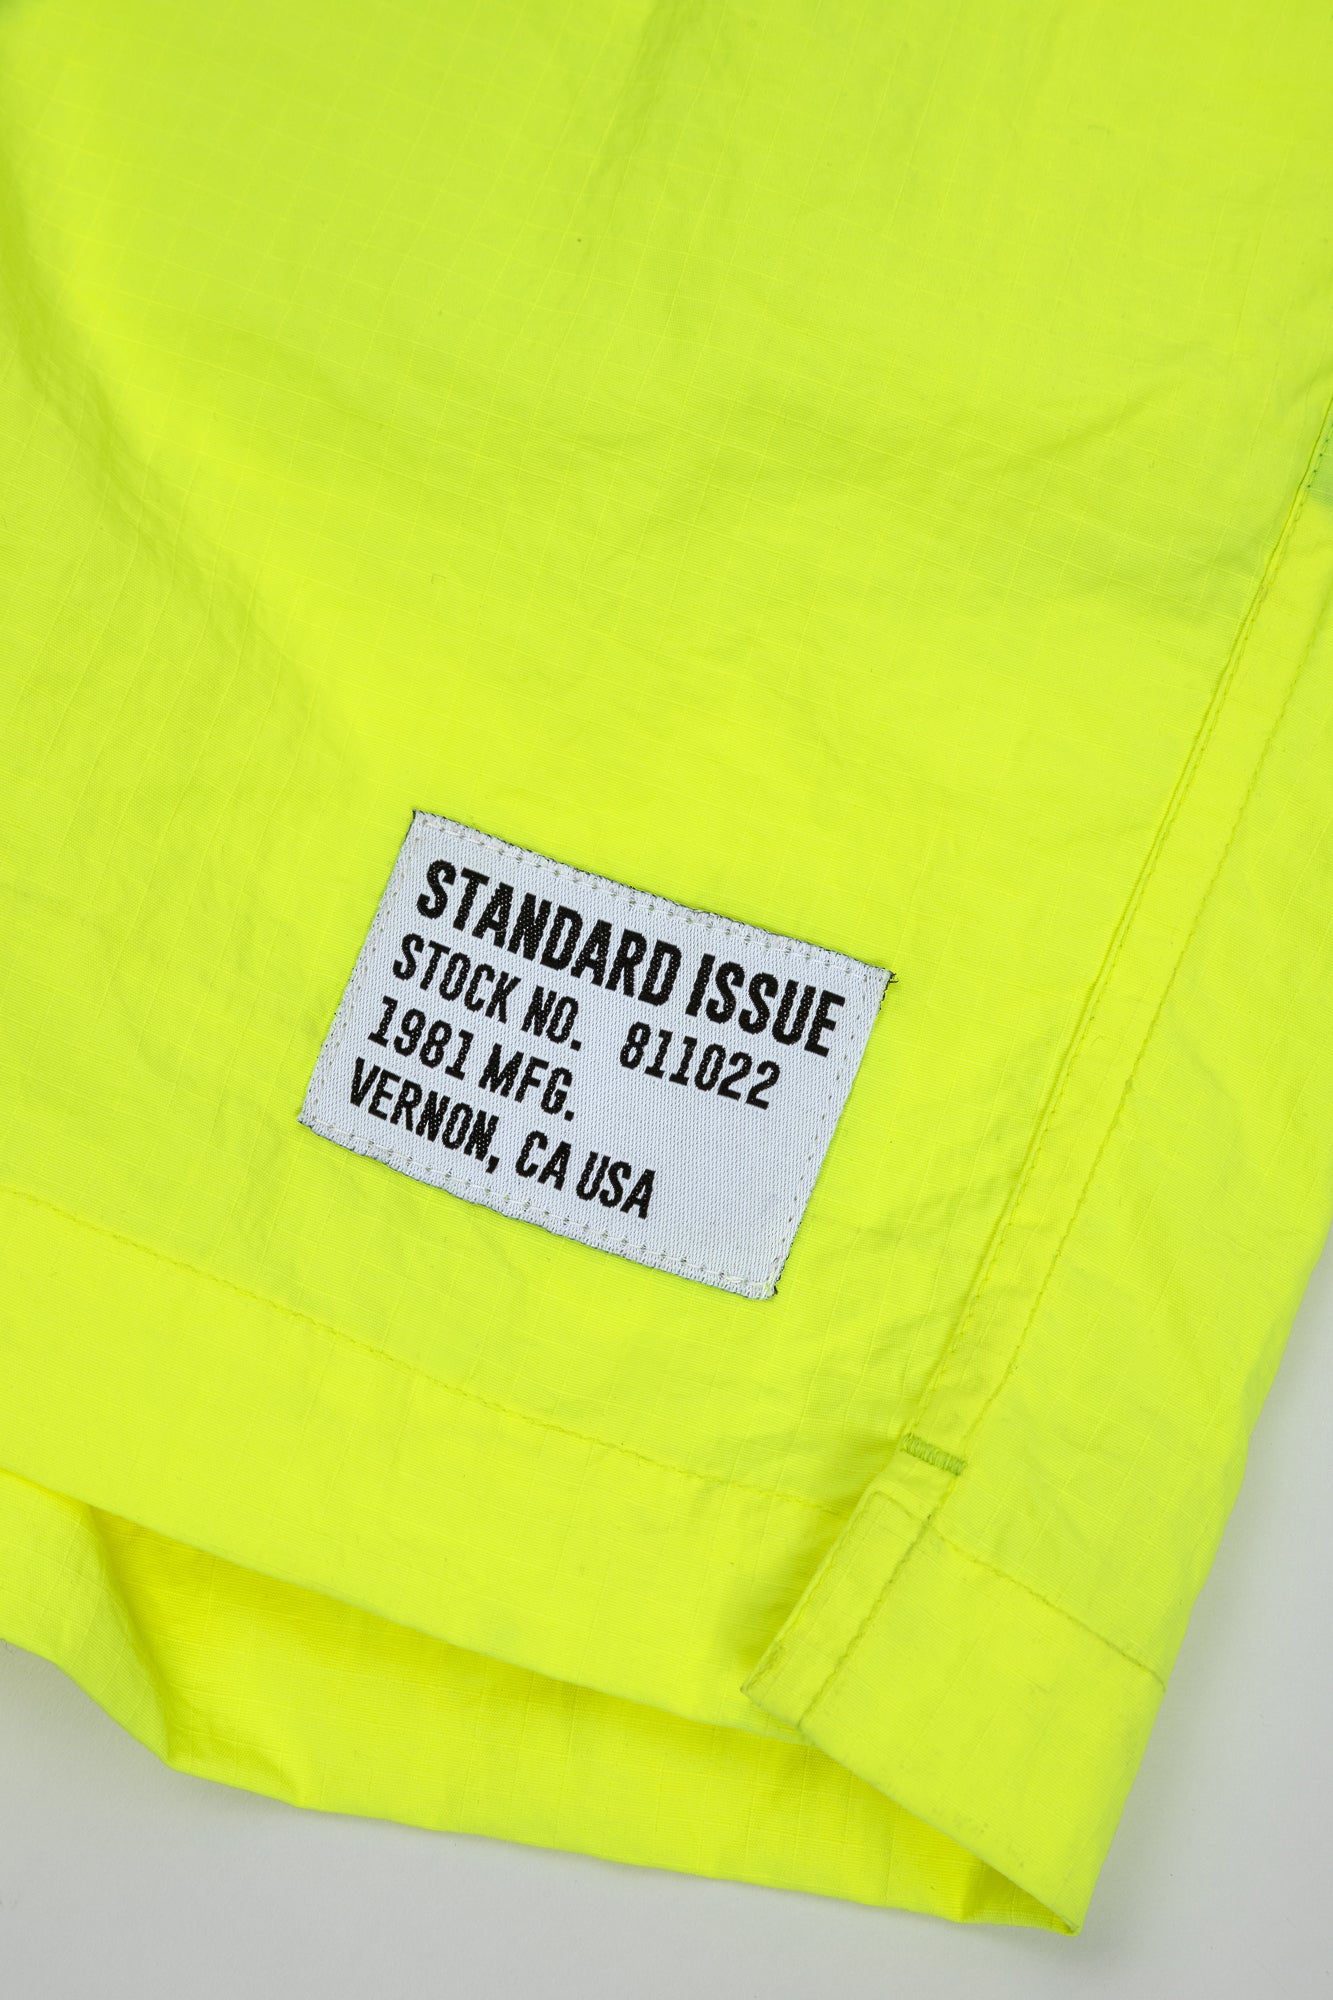 STANDARD ISSUE
STOCK NO. 811022
1981 MFG.
VERNON, CA USA